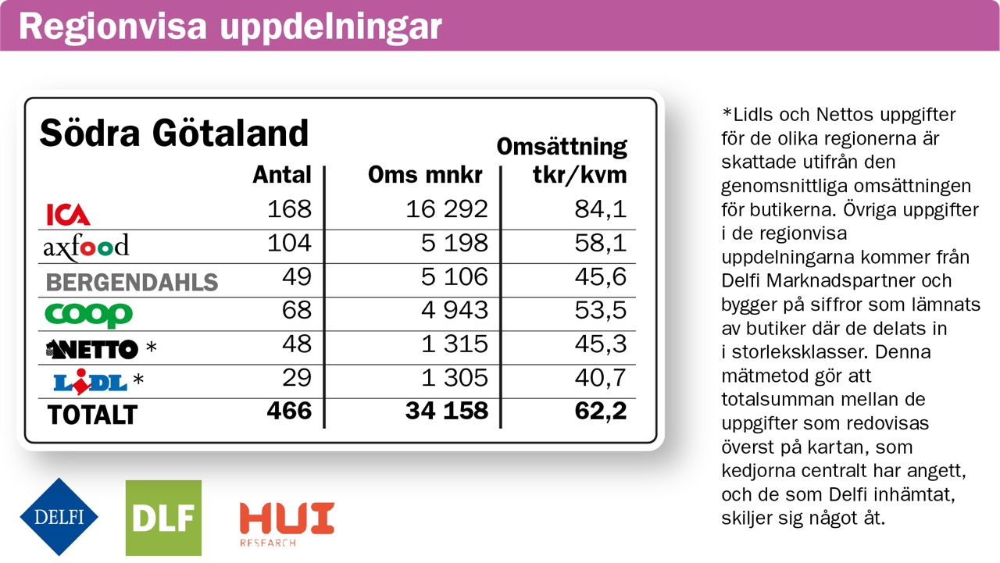 Regionvisa uppdelningar
Södra Götaland
Antal Oms mnkr Omsättning tkr/kvm
ICA 168 16 292 84,1
axfood 104 5 198 58,1
BERGENDAHLS 49 5 106 45,6
coop 68 4 943 53,5
NETTO * 48 1 315 45,3
LIDL * 29 1 305 40,7
TOTALT 466 34 158 62,2
DELFI
DLF
HUI
RESEARCH
*Lidls och Nettos uppgifter
för de olika regionerna är
skattade utifrån den
genomsnittliga omsättningen
för butikerna. Övriga uppgifter
i de regionvisa
uppdelningarna kommer från
Delfi Marknadspartner och
bygger på siffror som lämnats
av butiker där de delats in
i storleksklasser. Denna
mätmetod gör att
totalsumman mellan de
uppgifter som redovisas
överst på kartan, som
kedjorna centralt har angett,
och de som Delfi inhämtat,
skiljer sig något åt.